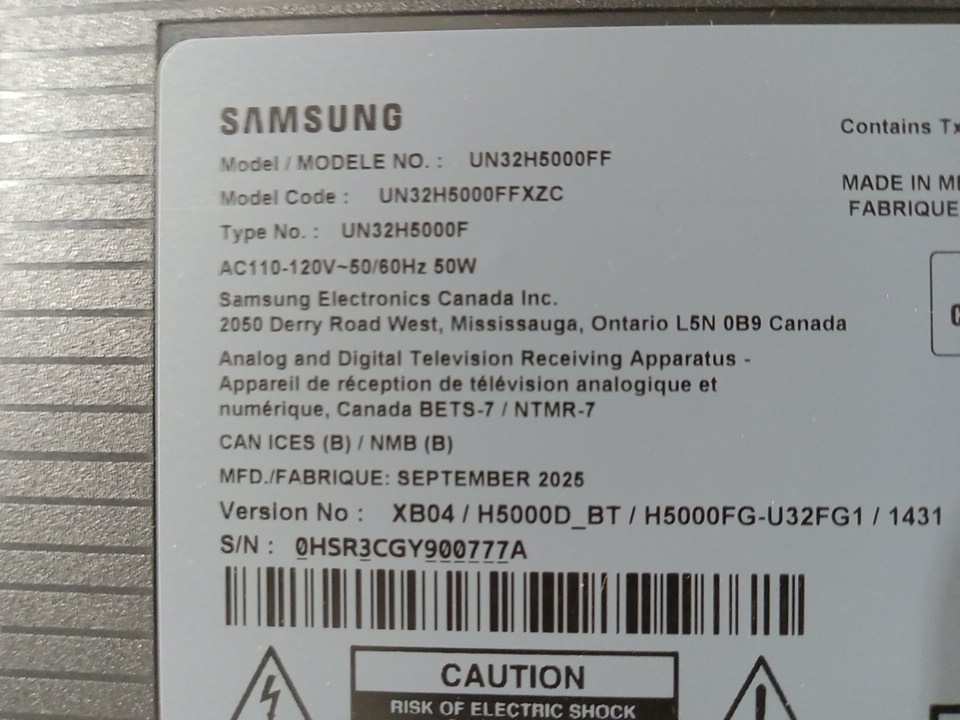 SAMSUNG
Model / MODELE NO. : UN32H5000FF
Model Code : UN32H5000FFXZC
Type No. : UN32H5000F
AC110-120V~50/60Hz 50W
Samsung Electronics Canada Inc.
2050 Derry Road West, Mississauga, Ontario L5N 0B9 Canada
Analog and Digital Television Receiving Apparatus -
Appareil de réception de télévision analogique et
numérique, Canada BETS-7 / NTMR-7
CAN ICES (B) / NMB (B)
MFD./FABRIQUE: SEPTEMBER 2025
Version No : XB04 / H5000D_BT / H5000FG-U32FG1 / 1431
S/N : 0HSR3CGY900777A
CAUTION
RISK OF ELECTRIC SHOCK
Contains
MADE IN
FABRIQUE